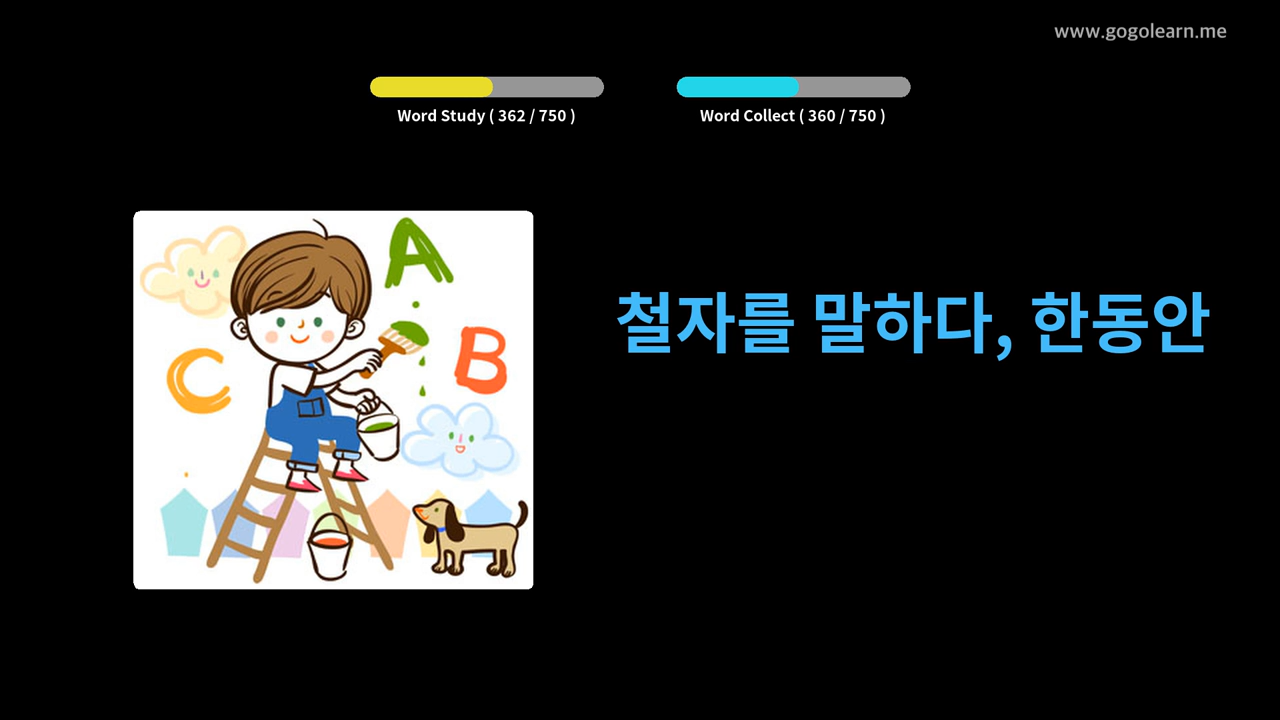 www.gogolearn.me
Word Study ( 362 / 750 )
Word Collect ( 360 / 750 )
A
B
C
철자를 말하다, 한동안